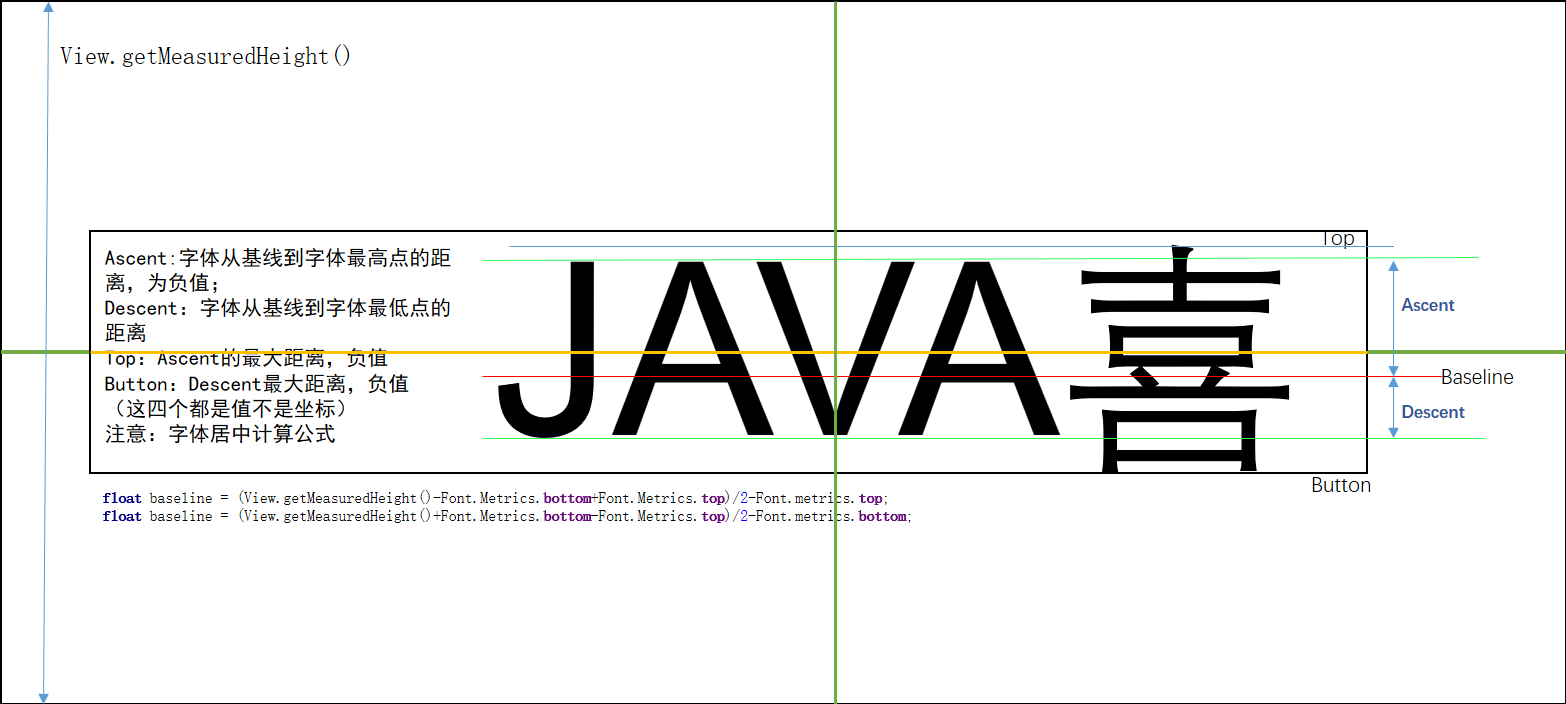 View.getMeasuredHeight()
Top
Ascent:字体从基线到字体最高点的距
离，为负值；
Descent：字体从基线到字体最低点的
距离
Top：Ascent的最大距离，负值
Button：Descent最大距离，负值
（这四个都是值不是坐标）
注意：字体居中计算公式
JAVA喜
Ascent
Baseline
Descent
Button
float baseline = (View.getMeasuredHeight()-Font.Metrics.bottom+Font.Metrics.top)/2-Font.metrics.top;
float baseline = (View.getMeasuredHeight()+Font.Metrics.bottom-Font.Metrics.top)/2-Font.metrics.bottom;